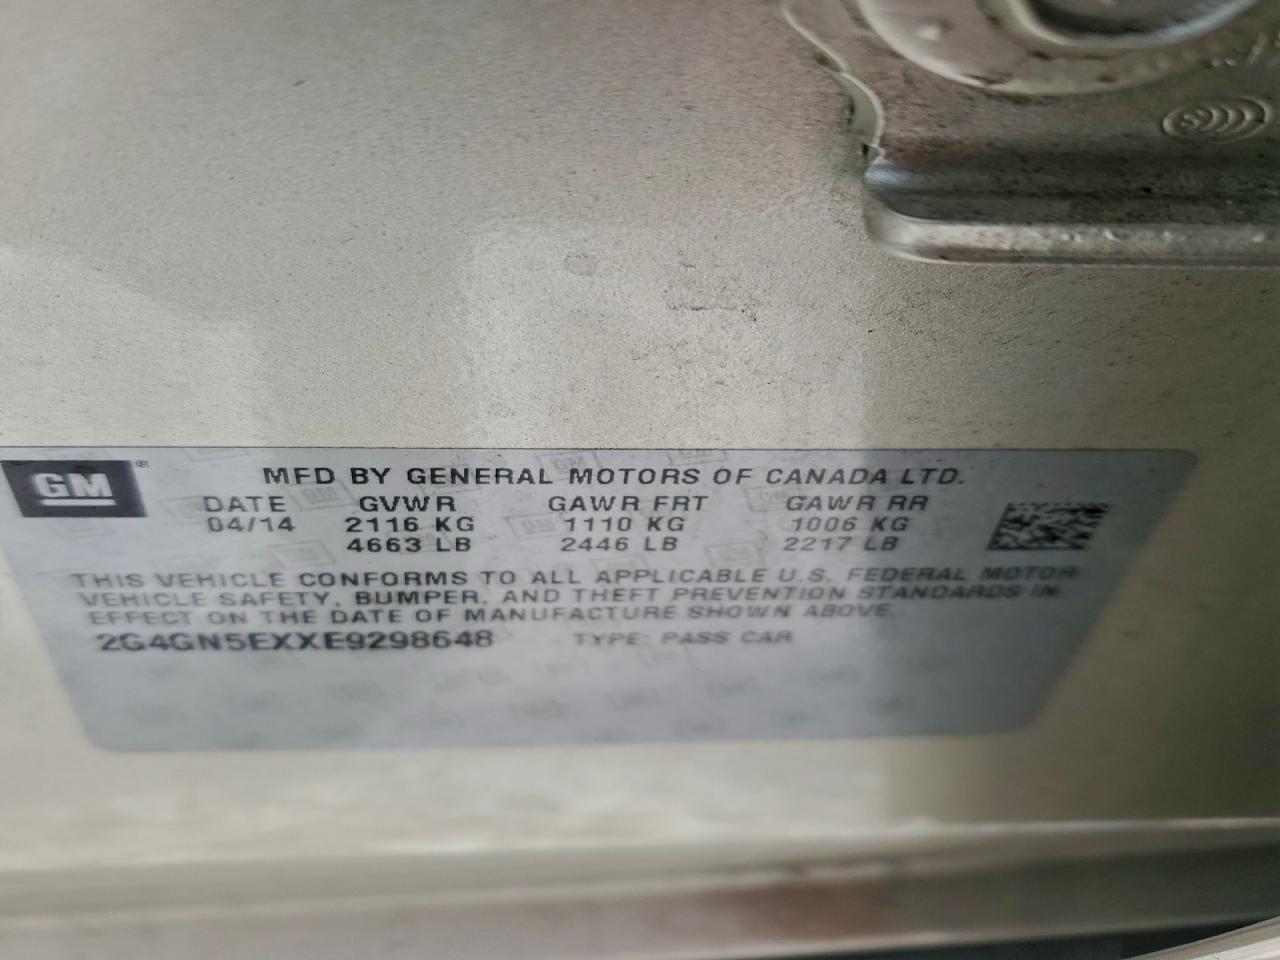 GM®
MFD BY GENERAL MOTORS OF CANADA LTD.
DATE GVWR GAWR FRT GAWR RR
04/14 2116 KG 1110 KG 1006 KG
4663 LB 2446 LB 2217 LB
THIS VEHICLE CONFORMS TO ALL APPLICABLE U.S. FEDERAL MOTOR
VEHICLE SAFETY, BUMPER, AND THEFT PREVENTION STANDARDS IN
EFFECT ON THE DATE OF MANUFACTURE SHOWN ABOVE.
2G4GN5EXXE9298648 TYPE: PASS CAR